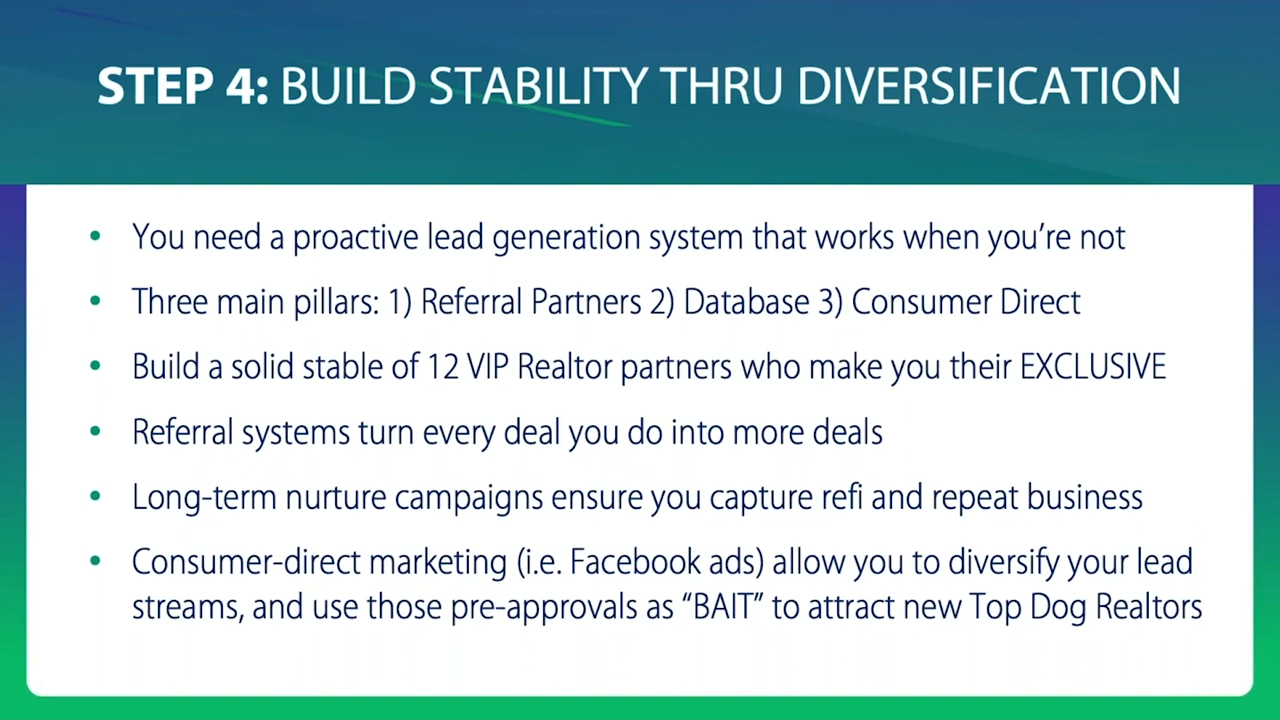 STEP 4: BUILD STABILITY THRU DIVERSIFICATION
• You need a proactive lead generation system that works when you’re not
• Three main pillars: 1) Referral Partners 2) Database 3) Consumer Direct
• Build a solid stable of 12 VIP Realtor partners who make you their EXCLUSIVE
• Referral systems turn every deal you do into more deals
• Long-term nurture campaigns ensure you capture refi and repeat business
• Consumer-direct marketing (i.e. Facebook ads) allow you to diversify your lead
streams, and use those pre-approvals as “BAIT” to attract new Top Dog Realtors